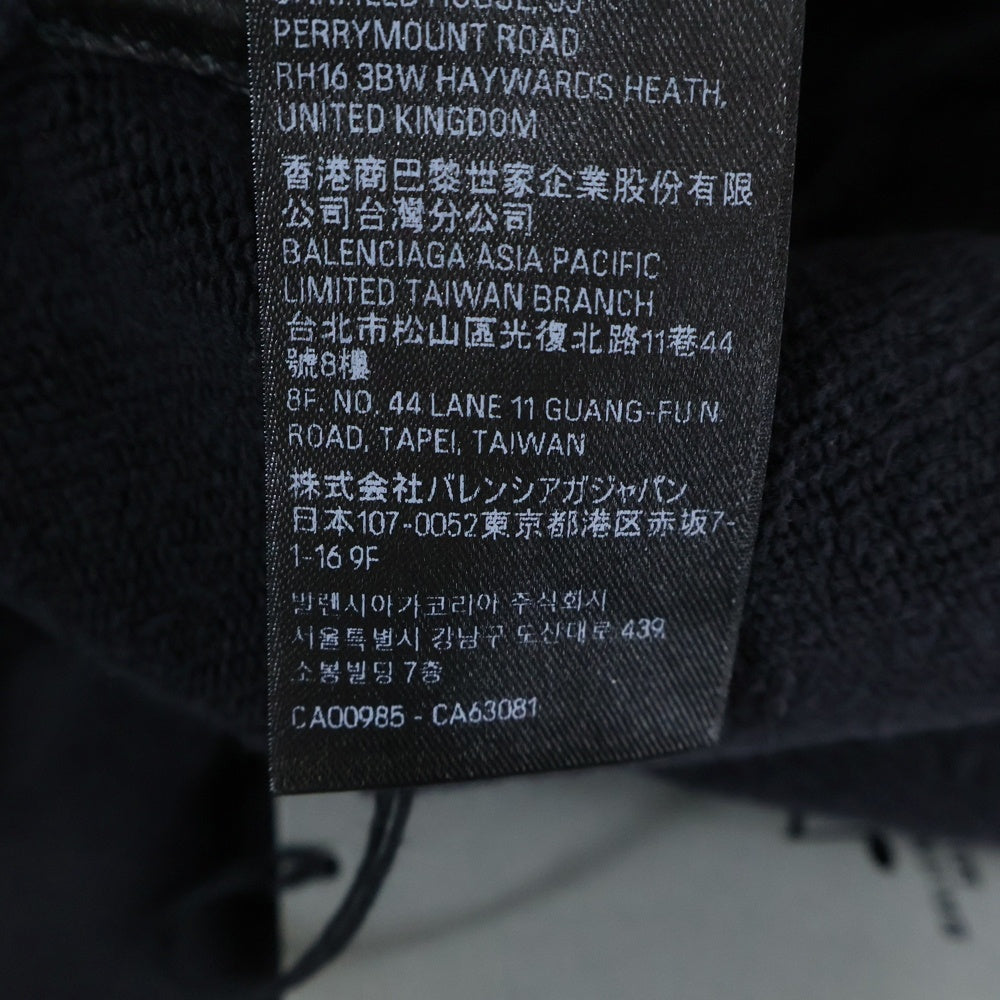 PERRYMOUNT ROAD
RH16 3BW HAYWARDS HEATH,
UNITED KINGDOM
香港商巴黎世家企業股份有限
公司台灣分公司
BALENCIAGA ASIA PACIFIC
LIMITED TAIWAN BRANCH
台北市松山區光復北路11巷44
號8樓
8F. NO. 44 LANE 11 GUANG-FU N.
ROAD, TAPEI, TAIWAN
株式会社バレンシアガジャパン
日本107-0052東京都港区赤坂7-
1-16 9F
발렌시아가코리아 주식회사
서울특별시 강남구 도산대로 439,
소봉빌딩 7층
CA00985 - CA63081